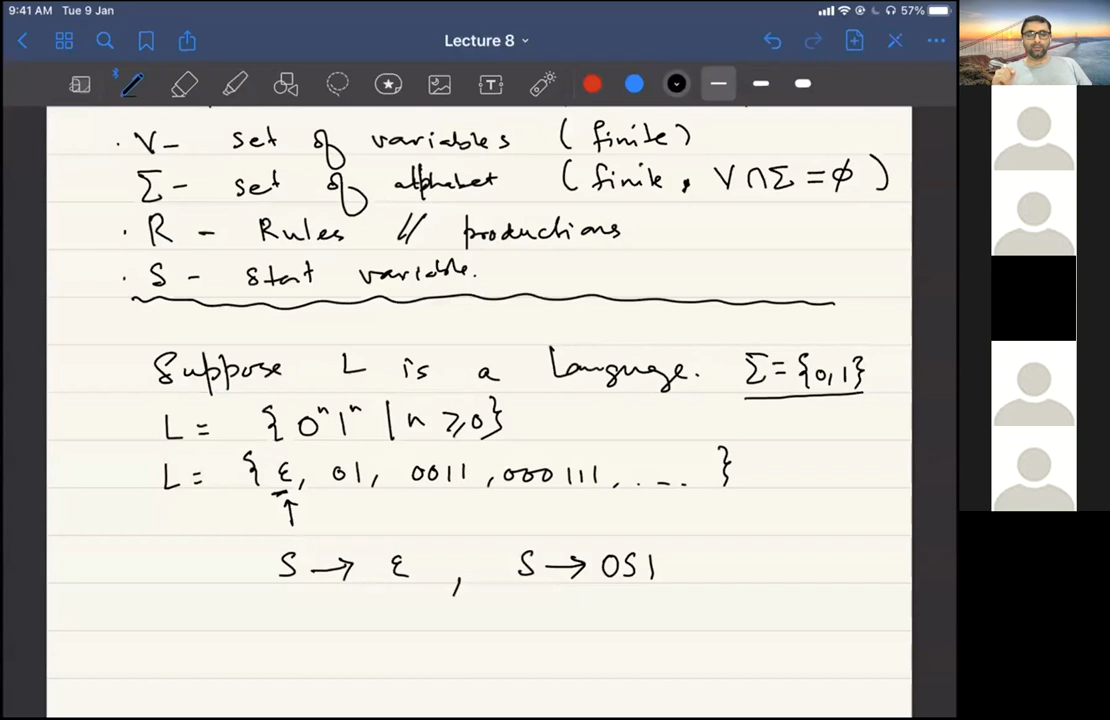 9:41 AM Tue 9 Jan
57%
Lecture 8
T
. V - set of variables (finite)
Σ - set of alphabet (finite, V∩Σ = ϕ)
. R - Rules // productions
. S - start variable.
Suppose L is a language. Σ = {0,1}
L = {0ⁿ1ⁿ | n ≥ 0}
L = {ε, 01, 0011, 000111, ....}
↑
S → ε , S → 0S1